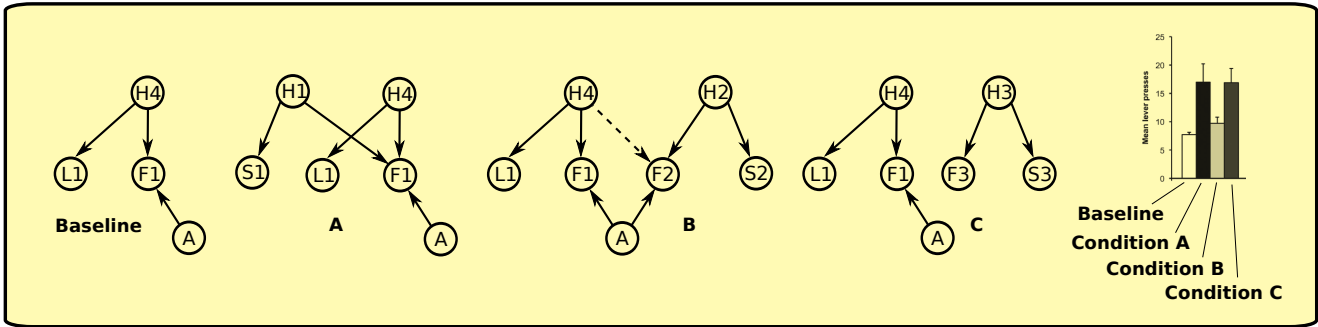 H4
L1 F1
A
Baseline
H1 H4
S1 L1 F1
A
A
H4 H2
L1 F1 F2 S2
A
B
H4 H3
L1 F1 F3 S3
A
C
Mean lever presses
25
20
15
10
5
0
Baseline
Condition A
Condition B
Condition C